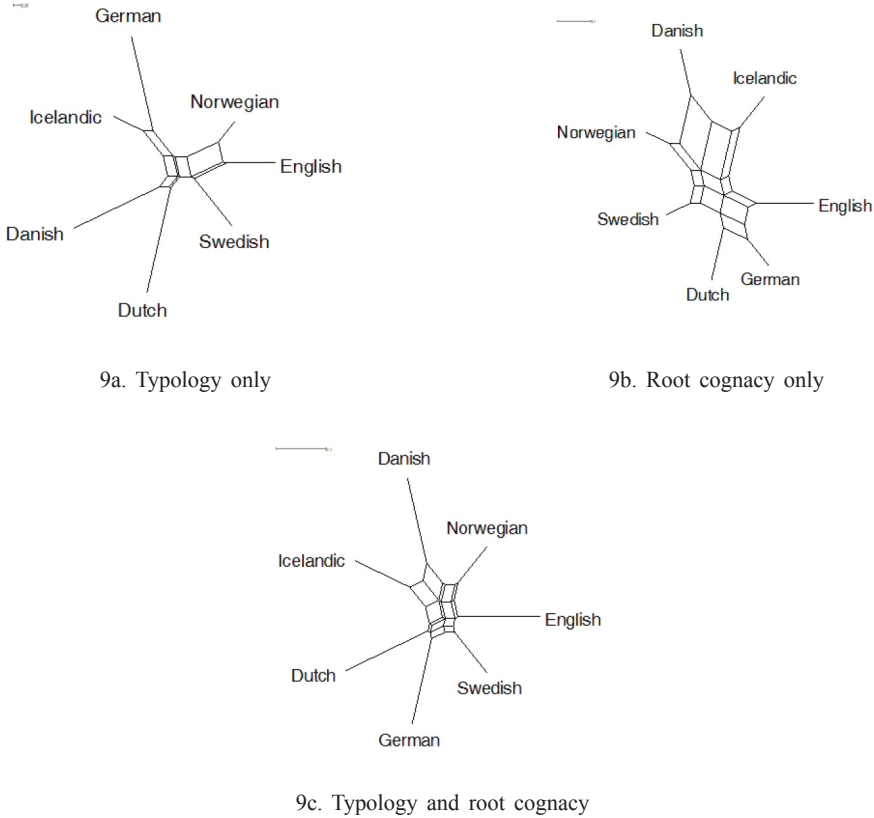 German
Icelandic
Norwegian
English
Danish
Swedish
Dutch
9a. Typology only
Danish
Icelandic
Norwegian
Swedish
English
German
Dutch
9b. Root cognacy only
Danish
Norwegian
Icelandic
English
Dutch
Swedish
German
9c. Typology and root cognacy